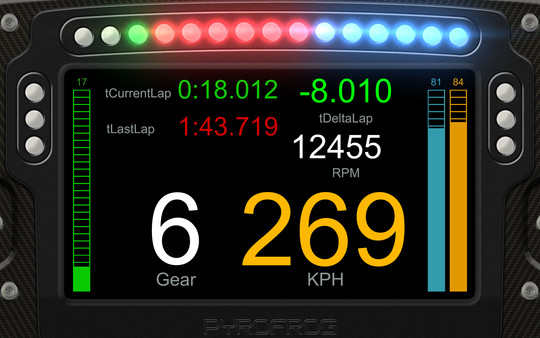 17
81
84
tCurrentLap 0:18.012
-8.010
tDeltaLap
tLastLap 1:43.719
12455
RPM
6
269
Gear
KPH
PYROFROG